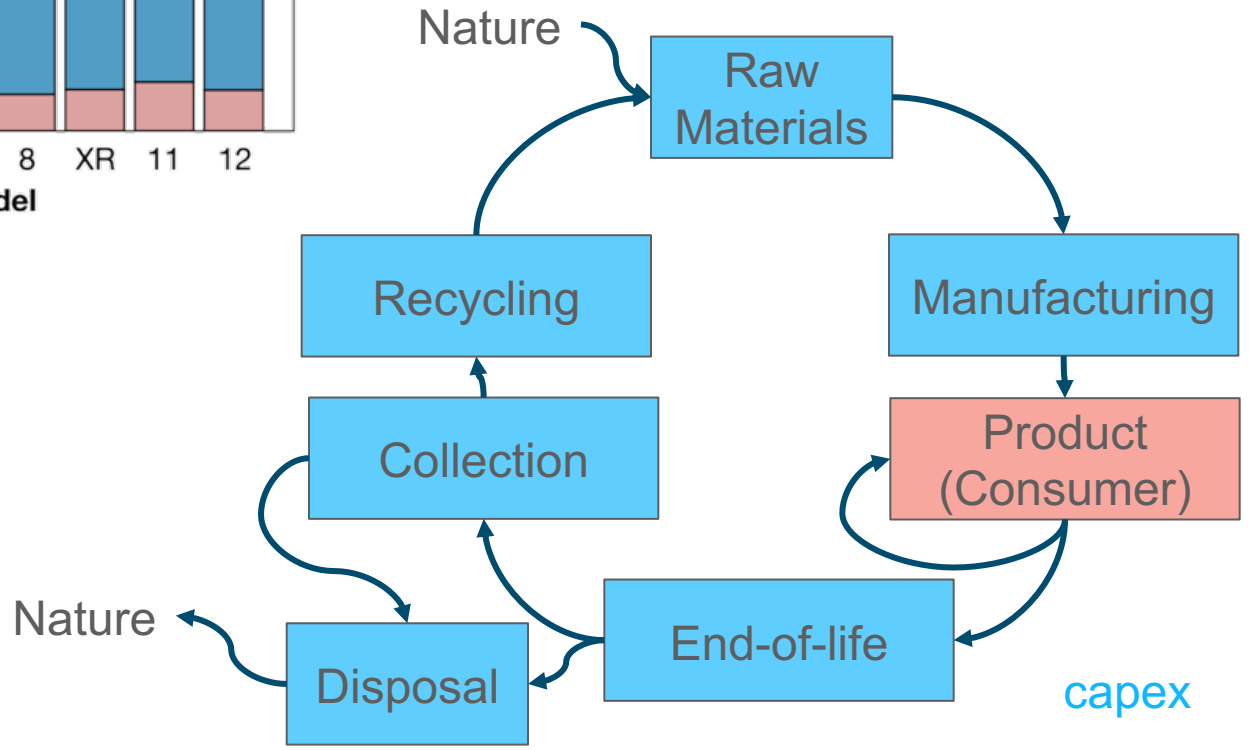 Nature
Raw
Materials
8 XR 11 12
del
Recycling
Manufacturing
Collection
Product
(Consumer)
Nature
End-of-life
Disposal
capex